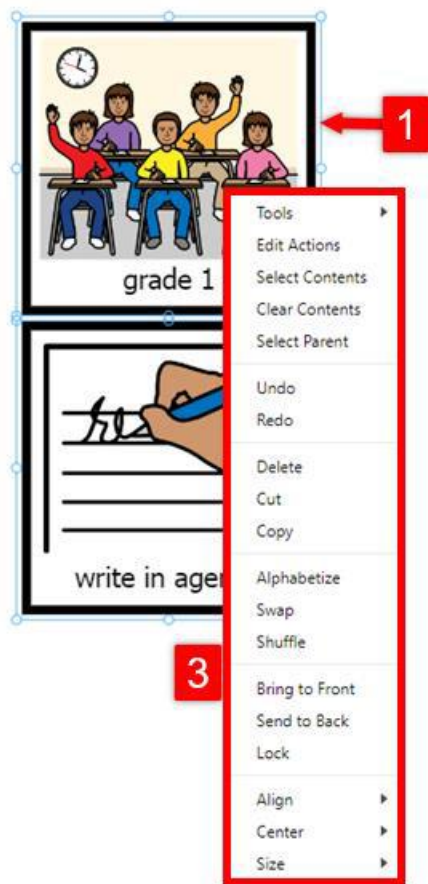 1
grade 1
Tools
Edit Actions
Select Contents
Clear Contents
Select Parent
Undo
Redo
Delete
Cut
Copy
write in age
Alphabetize
Swap
Shuffle
3
Bring to Front
Send to Back
Lock
Align
Center
Size